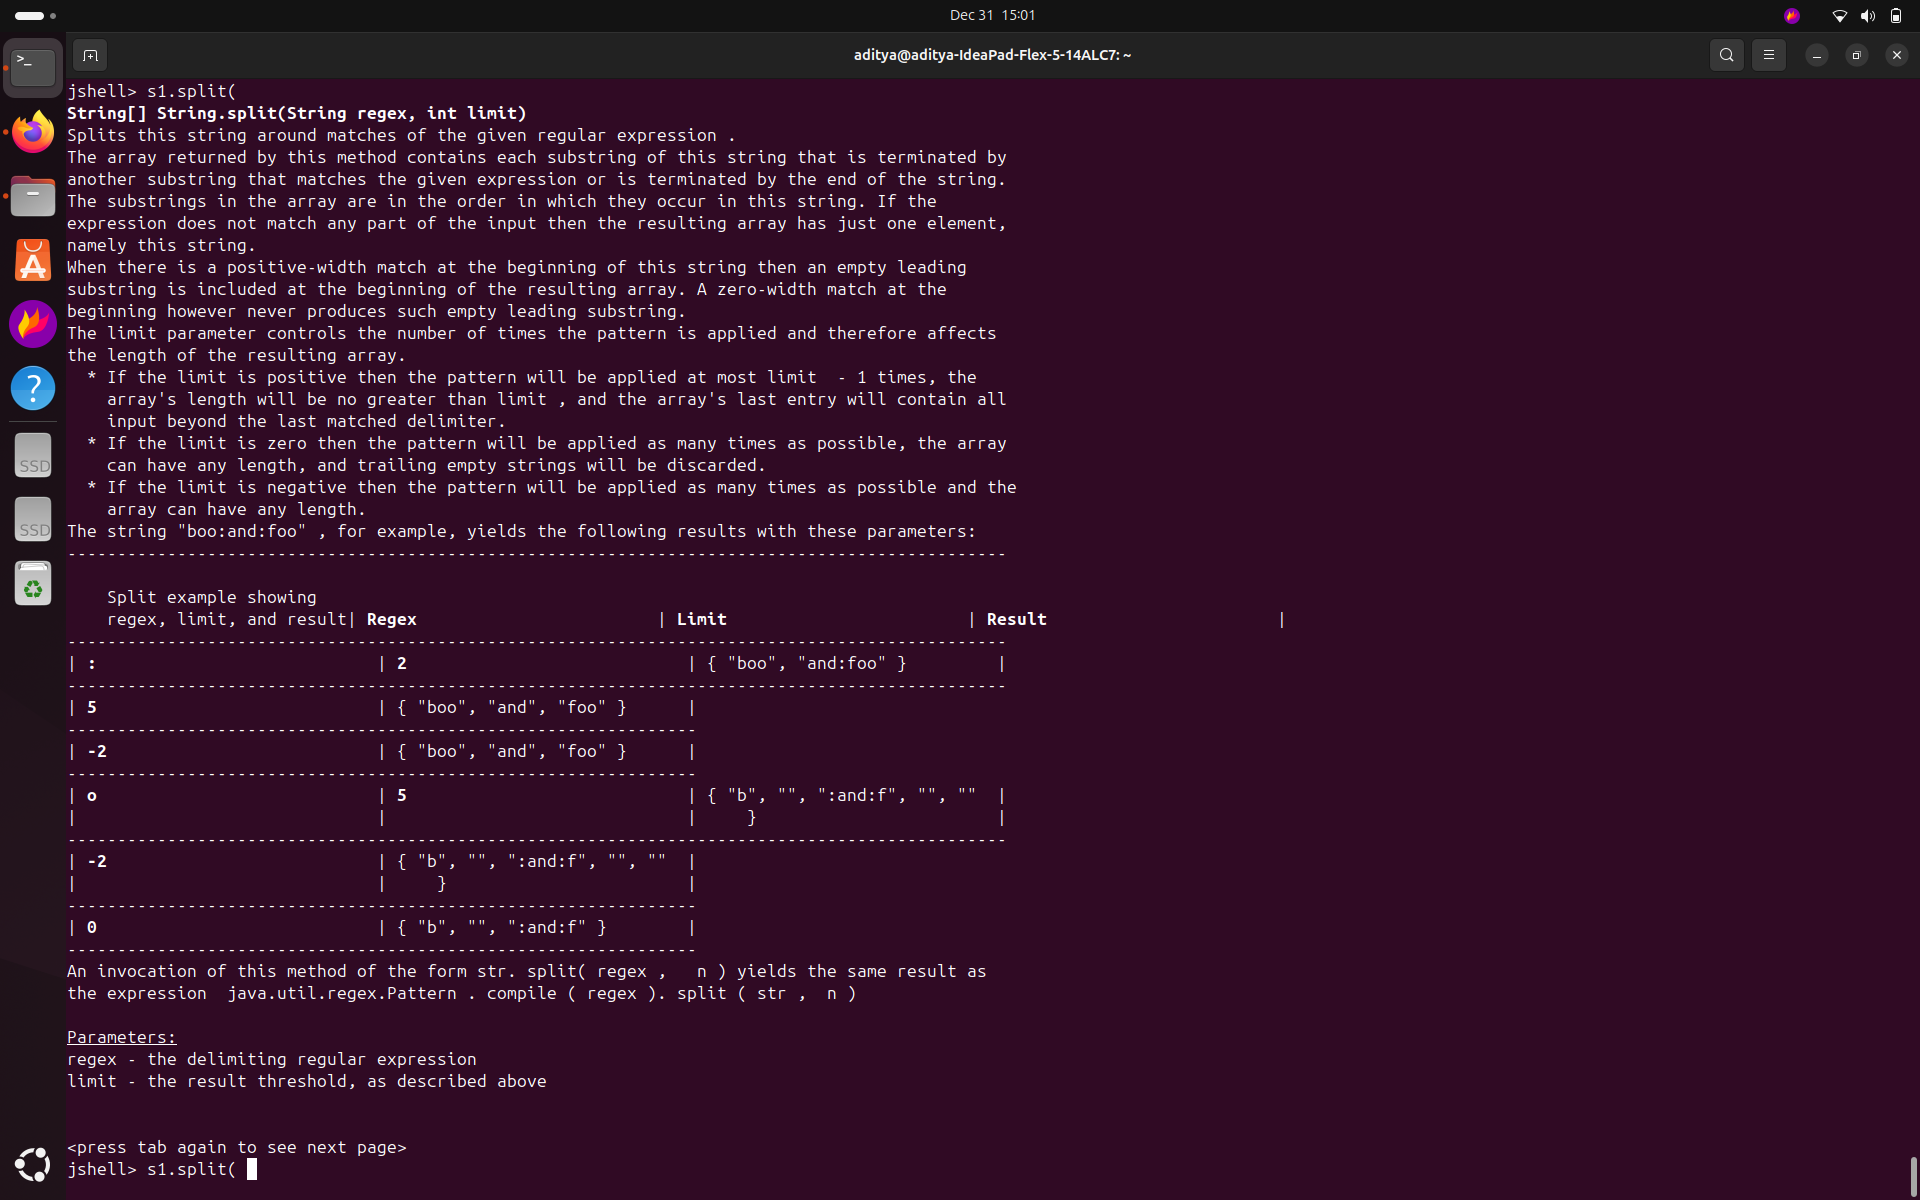 Dec 31 15:01
aditya@aditya-IdeaPad-Flex-5-14ALC7: ~
jshell> s1.split(
String[] String.split(String regex, int limit)
Splits this string around matches of the given regular expression .
The array returned by this method contains each substring of this string that is terminated by
another substring that matches the given expression or is terminated by the end of the string.
The substrings in the array are in the order in which they occur in this string. If the
expression does not match any part of the input then the resulting array has just one element,
namely this string.
When there is a positive-width match at the beginning of this string then an empty leading
substring is included at the beginning of the resulting array. A zero-width match at the
beginning however never produces such empty leading substring.
The limit parameter controls the number of times the pattern is applied and therefore affects
the length of the resulting array.
  * If the limit is positive then the pattern will be applied at most limit  - 1 times, the
    array's length will be no greater than limit , and the array's last entry will contain all
    input beyond the last matched delimiter.
  * If the limit is zero then the pattern will be applied as many times as possible, the array
    can have any length, and trailing empty strings will be discarded.
  * If the limit is negative then the pattern will be applied as many times as possible and the
    array can have any length.
The string "boo:and:foo" , for example, yields the following results with these parameters:
----------------------------------------------------------------------------------------------
    Split example showing
    regex, limit, and result| Regex                        | Limit                        | Result                       |
----------------------------------------------------------------------------------------------
| :                            | 2                            | { "boo", "and:foo" }         |
----------------------------------------------------------------------------------------------
| 5                            | { "boo", "and", "foo" }      |
---------------------------------------------------------------
| -2                           | { "boo", "and", "foo" }      |
---------------------------------------------------------------
| o                            | 5                            | { "b", "", ":and:f", "", ""  |
|                              |                              |     }                        |
----------------------------------------------------------------------------------------------
| -2                           | { "b", "", ":and:f", "", ""  |
|                              |     }                        |
---------------------------------------------------------------
| 0                            | { "b", "", ":and:f" }        |
---------------------------------------------------------------
An invocation of this method of the form str. split( regex ,   n ) yields the same result as
the expression  java.util.regex.Pattern . compile ( regex ). split ( str ,  n )
Parameters:
regex - the delimiting regular expression
limit - the result threshold, as described above
<press tab again to see next page>
jshell> s1.split(
SSD
SSD